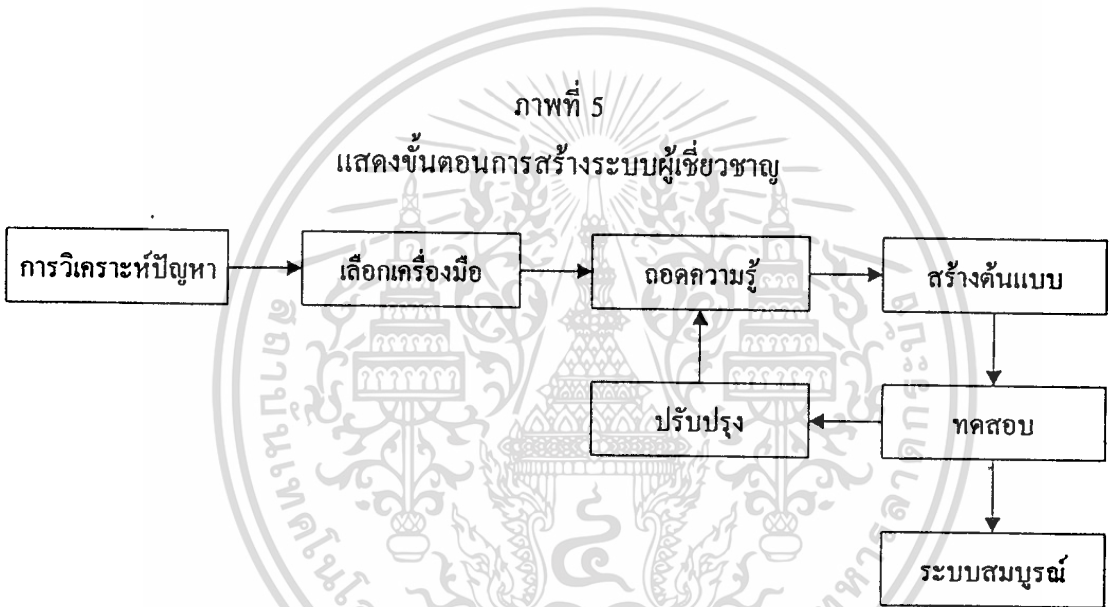 ภาพที่ 5
แสดงขั้นตอนการสร้างระบบผู้เชี่ยวชาญ
การวิเคราะห์ปัญหา
เลือกเครื่องมือ
ถอดความรู้
สร้างต้นแบบ
ปรับปรุง
ทดสอบ
ระบบสมบูรณ์